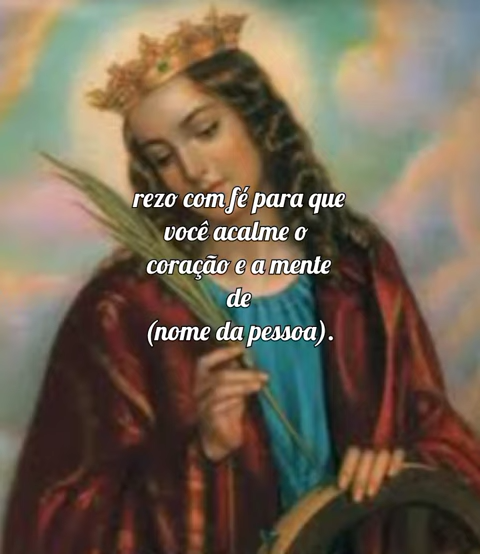 rezo com fé para que
você acalme o
coração e a mente
de
(nome da pessoa).